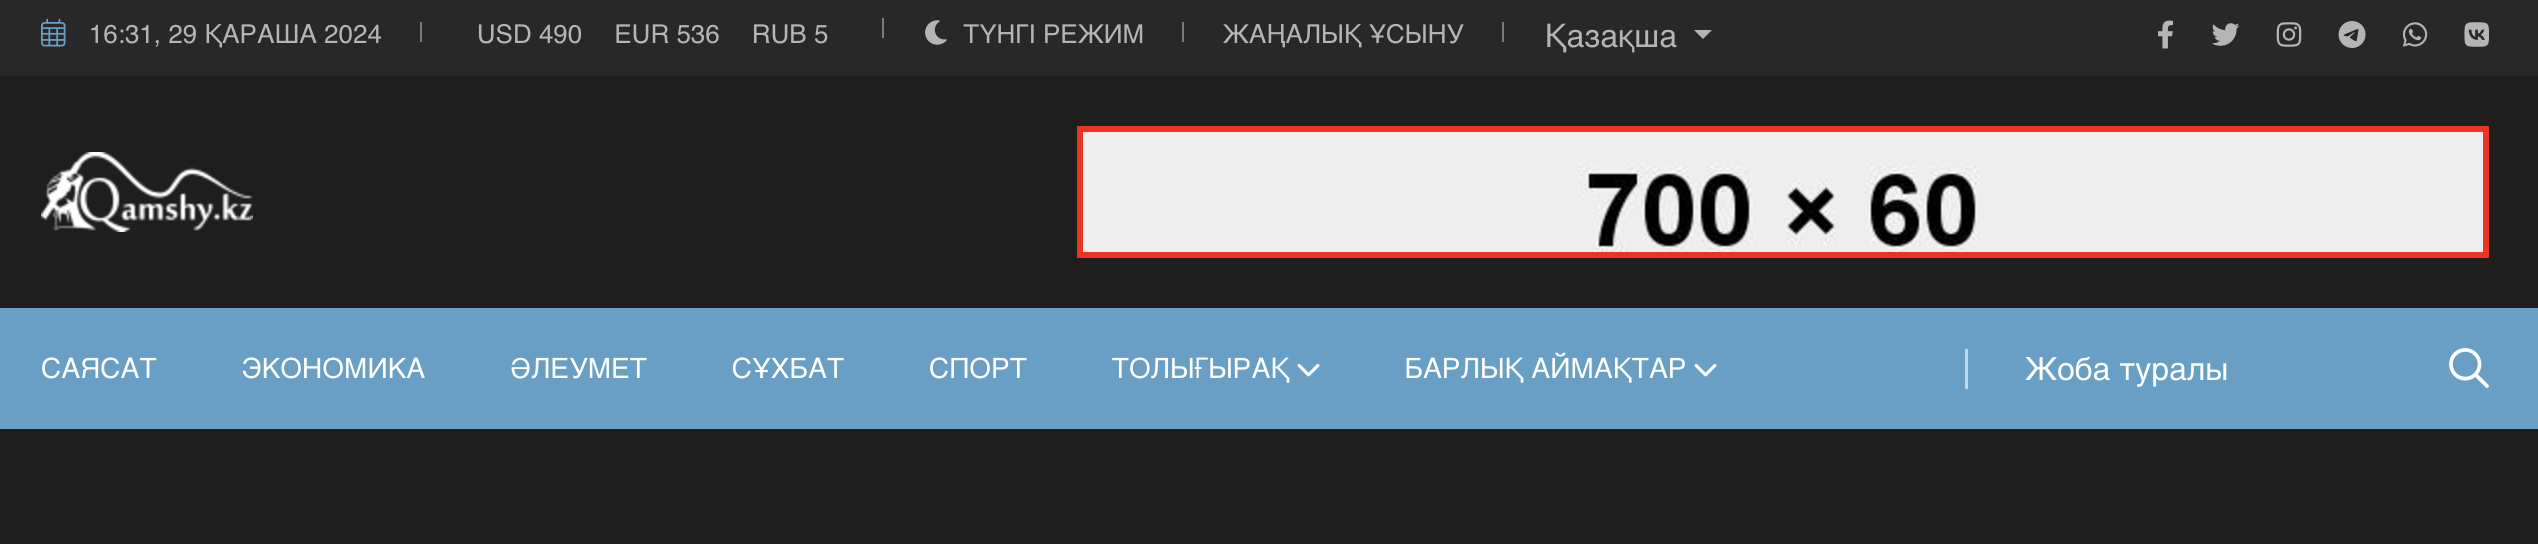 16:31, 29 ҚАРАША 2024 USD 490 EUR 536 RUB 5 ТҮНГІ РЕЖИМ ЖАҢАЛЫҚ ҰСЫНУ Қазақша
Qamshy.kz
700 × 60
САЯСАТ ЭКОНОМИКА ӘЛЕУМЕТ СҰХБАТ СПОРТ ТОЛЫҒЫРАҚ БАРЛЫҚ АЙМАҚТАР Жоба туралы